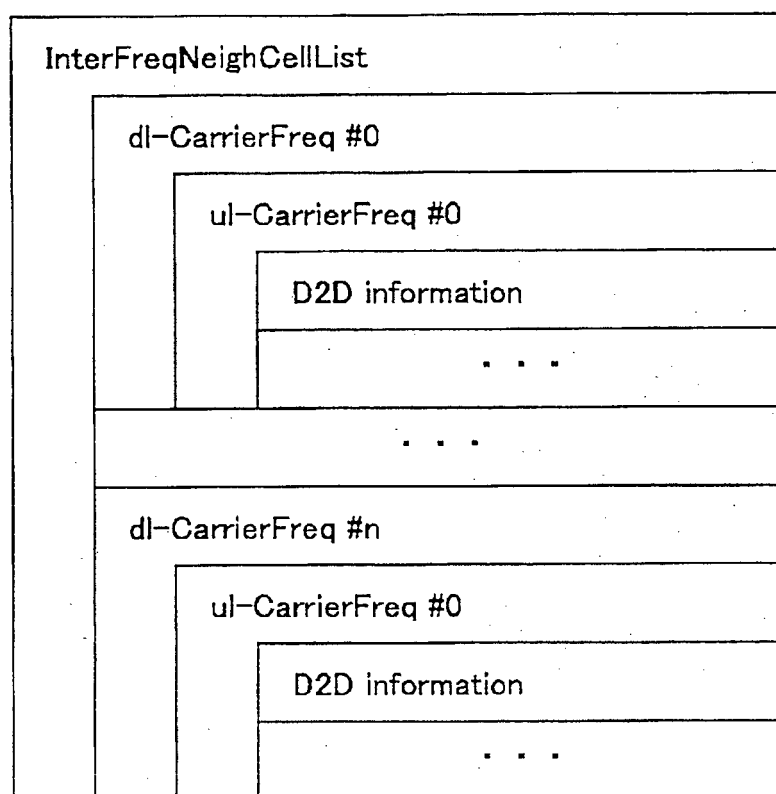 InterFreqNeighCellList
dl-CarrierFreq #0
ul-CarrierFreq #0
D2D information
. . .
. . .
dl-CarrierFreq #n
ul-CarrierFreq #0
D2D information
. . .